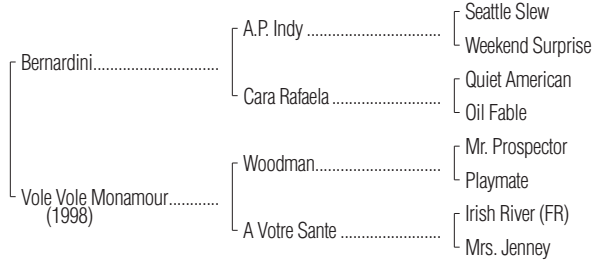 Seattle Slew
A.P. Indy ..............................
Weekend Surprise
Bernardini............................
Quiet American
Cara Rafaela ........................
Oil Fable
Mr. Prospector
Woodman............................
Playmate
Vole Vole Monamour...........
(1998)
Irish River (FR)
A Votre Sante ......................
Mrs. Jenney